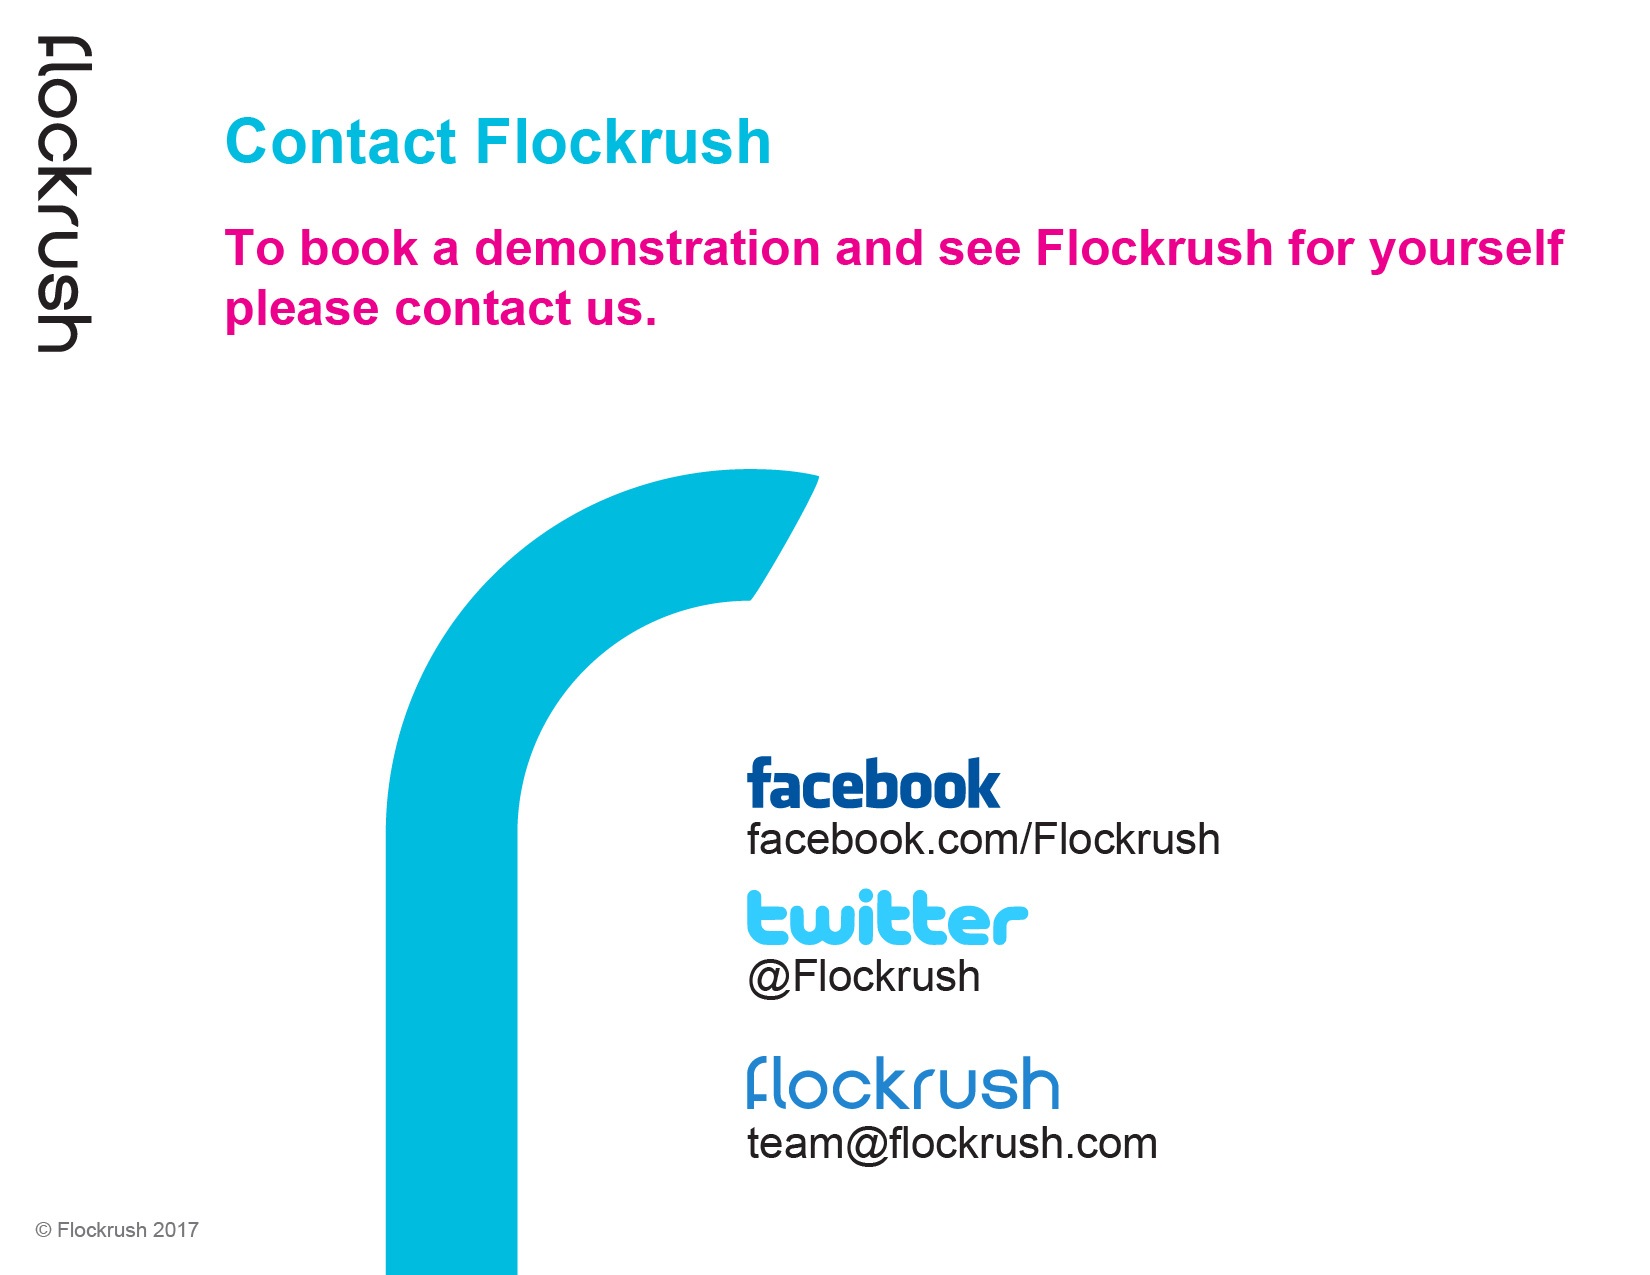 flockrush
Contact Flockrush
To book a demonstration and see Flockrush for yourself
please contact us.
facebook
facebook.com/Flockrush
twitter
@Flockrush
flockrush
team@flockrush.com
© Flockrush 2017